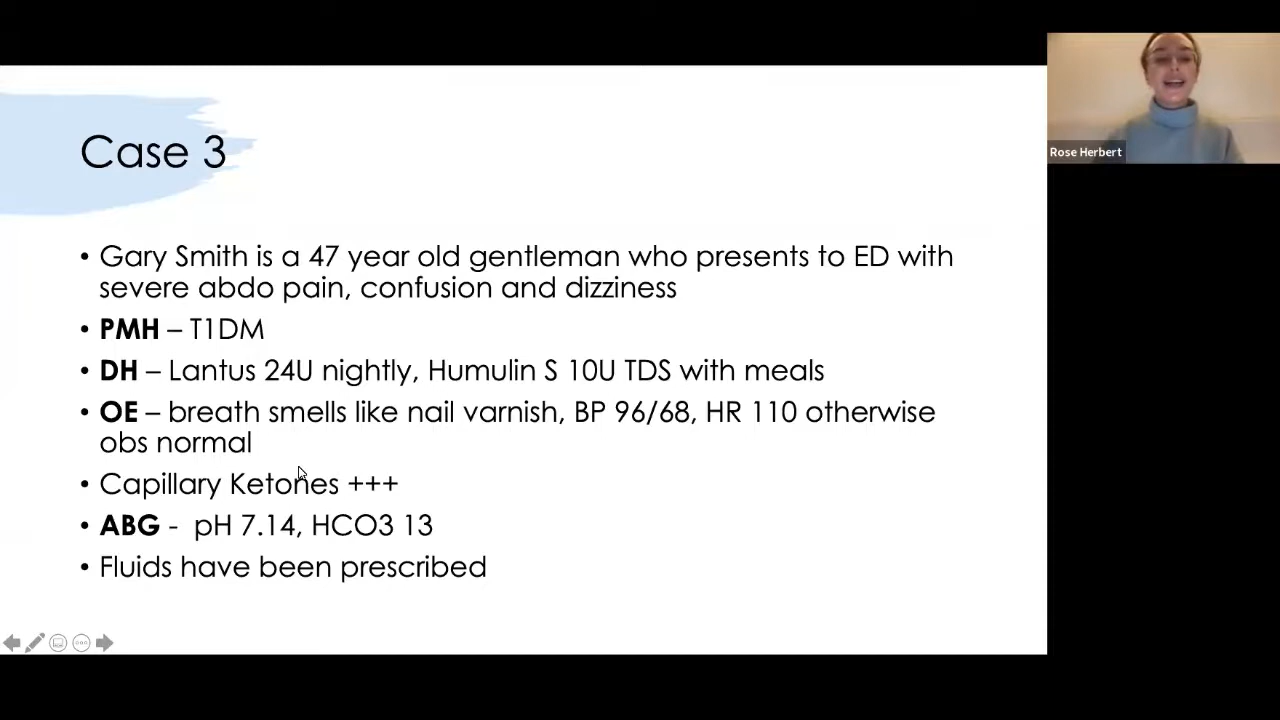 Case 3
• Gary Smith is a 47 year old gentleman who presents to ED with
severe abdo pain, confusion and dizziness
• PMH – T1DM
• DH – Lantus 24U nightly, Humulin S 10U TDS with meals
• OE – breath smells like nail varnish, BP 96/68, HR 110 otherwise
obs normal
• Capillary Ketones +++
• ABG - pH 7.14, HCO3 13
• Fluids have been prescribed
Rose Herbert